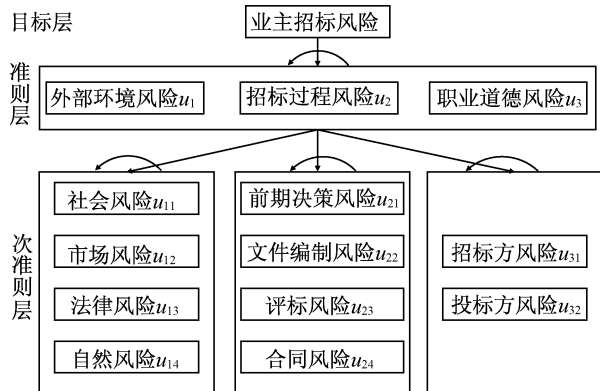 目标层
业主招标风险
准则层
外部环境风险u1
招标过程风险u2
职业道德风险u3
次准则层
社会风险u11
市场风险u12
法律风险u13
自然风险u14
前期决策风险u21
文件编制风险u22
评标风险u23
合同风险u24
招标方风险u31
投标方风险u32